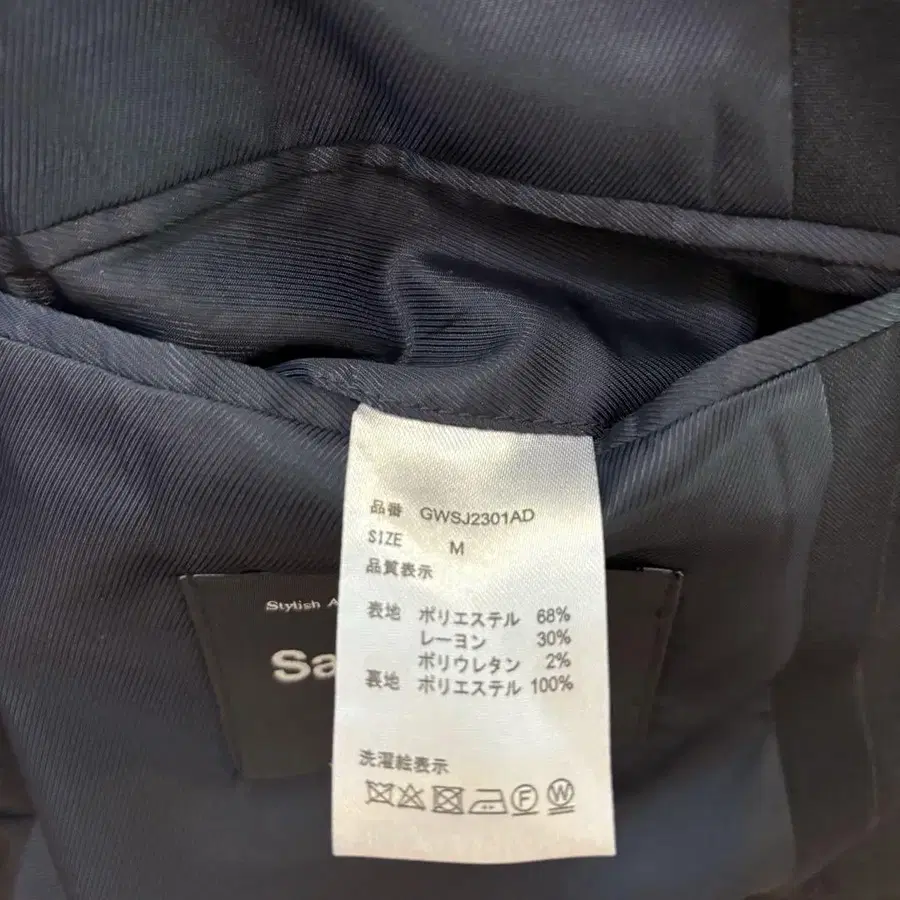 品番 GWSJ2301AD
SIZE M
品質表示
表地 ポリエステル 68%
レーヨン 30%
ポリウレタン 2%
裏地 ポリエステル 100%
洗濯絵表示
F W
Stylish